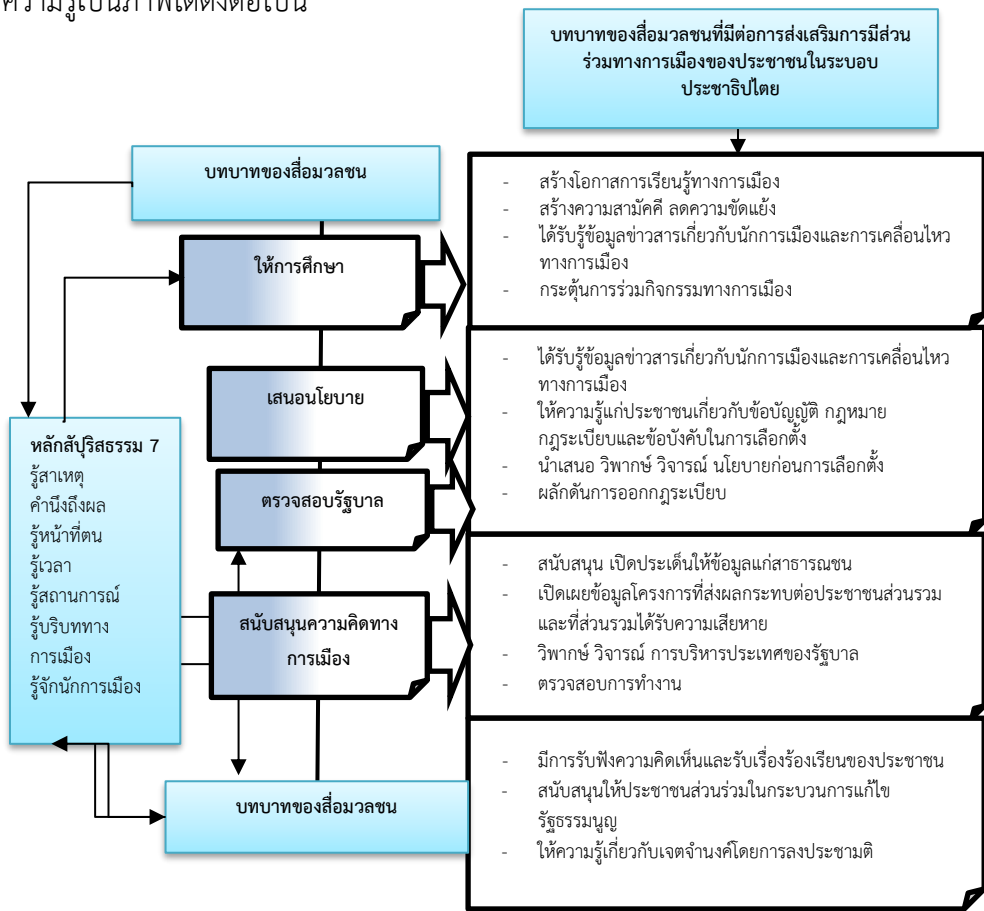 ความรู้เป็นภาพได้ดังต่อไปนี้
บทบาทของสื่อมวลชนที่มีต่อการส่งเสริมการมีส่วน
ร่วมทางการเมืองของประชาชนในระบอบ
ประชาธิปไตย
บทบาทของสื่อมวลชน
ให้การศึกษา
เสนอนโยบาย
ตรวจสอบรัฐบาล
สนับสนุนความคิดทาง
การเมือง
บทบาทของสื่อมวลชน
หลักสัปุริสธรรม 7
รู้สาเหตุ
คำนึงถึงผล
รู้หน้าที่ตน
รู้เวลา
รู้สถานการณ์
รู้บริบททาง
การเมือง
รู้จักนักการเมือง
- สร้างโอกาสการเรียนรู้ทางการเมือง
- สร้างความสามัคคี ลดความขัดแย้ง
- ได้รับรู้ข้อมูลข่าวสารเกี่ยวกับนักการเมืองและการเคลื่อนไหว
ทางการเมือง
- กระตุ้นการร่วมกิจกรรมทางการเมือง
- ได้รับรู้ข้อมูลข่าวสารเกี่ยวกับนักการเมืองและการเคลื่อนไหว
ทางการเมือง
- ให้ความรู้แก่ประชาชนเกี่ยวกับข้อบัญญัติ กฎหมาย
กฎระเบียบและข้อบังคับในการเลือกตั้ง
- นำเสนอ วิพากษ์ วิจารณ์ นโยบายก่อนการเลือกตั้ง
- ผลักดันการออกกฎระเบียบ
- สนับสนุน เปิดประเด็นให้ข้อมูลแก่สาธารณชน
- เปิดเผยข้อมูลโครงการที่ส่งผลกระทบต่อประชาชนส่วนรวม
และที่ส่วนรวมได้รับความเสียหาย
- วิพากษ์ วิจารณ์ การบริหารประเทศของรัฐบาล
- ตรวจสอบการทำงาน
- มีการรับฟังความคิดเห็นและรับเรื่องร้องเรียนของประชาชน
- สนับสนุนให้ประชาชนส่วนร่วมในกระบวนการแก้ไข
รัฐธรรมนูญ
- ให้ความรู้เกี่ยวกับเจตจำนงค์โดยการลงประชามติ